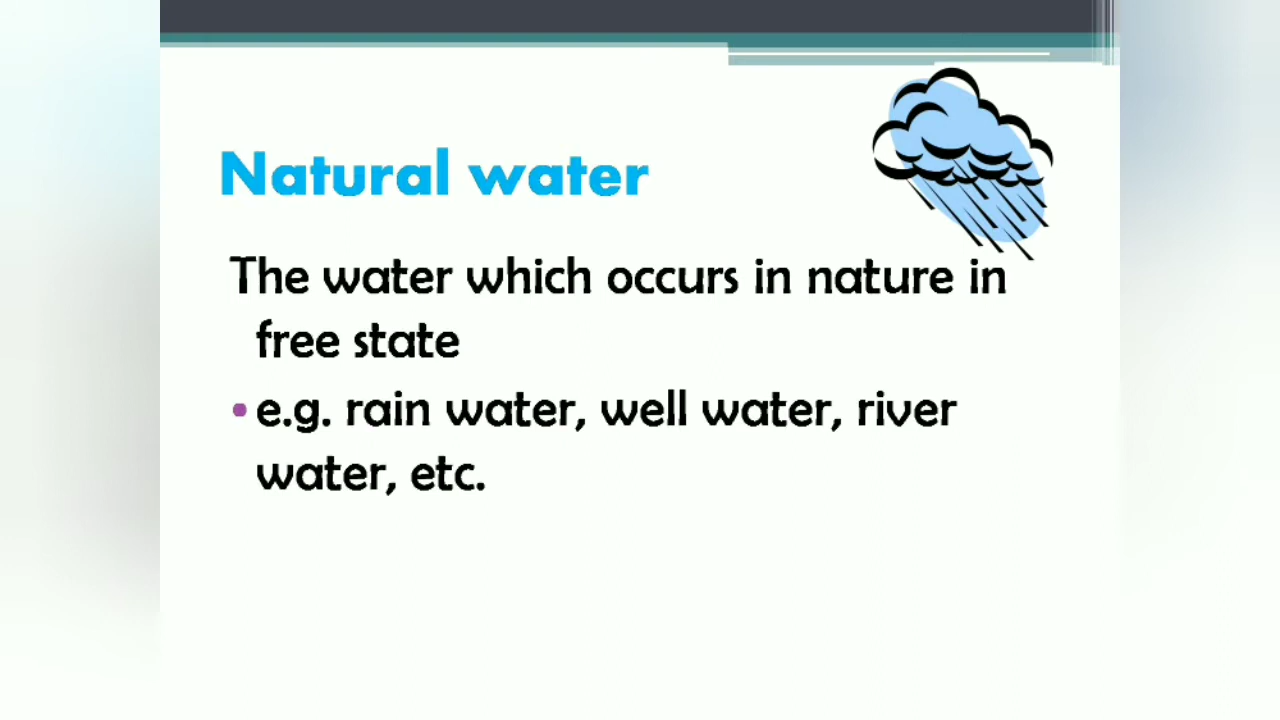 Natural water
The water which occurs in nature in
free state
• e.g. rain water, well water, river
water, etc.